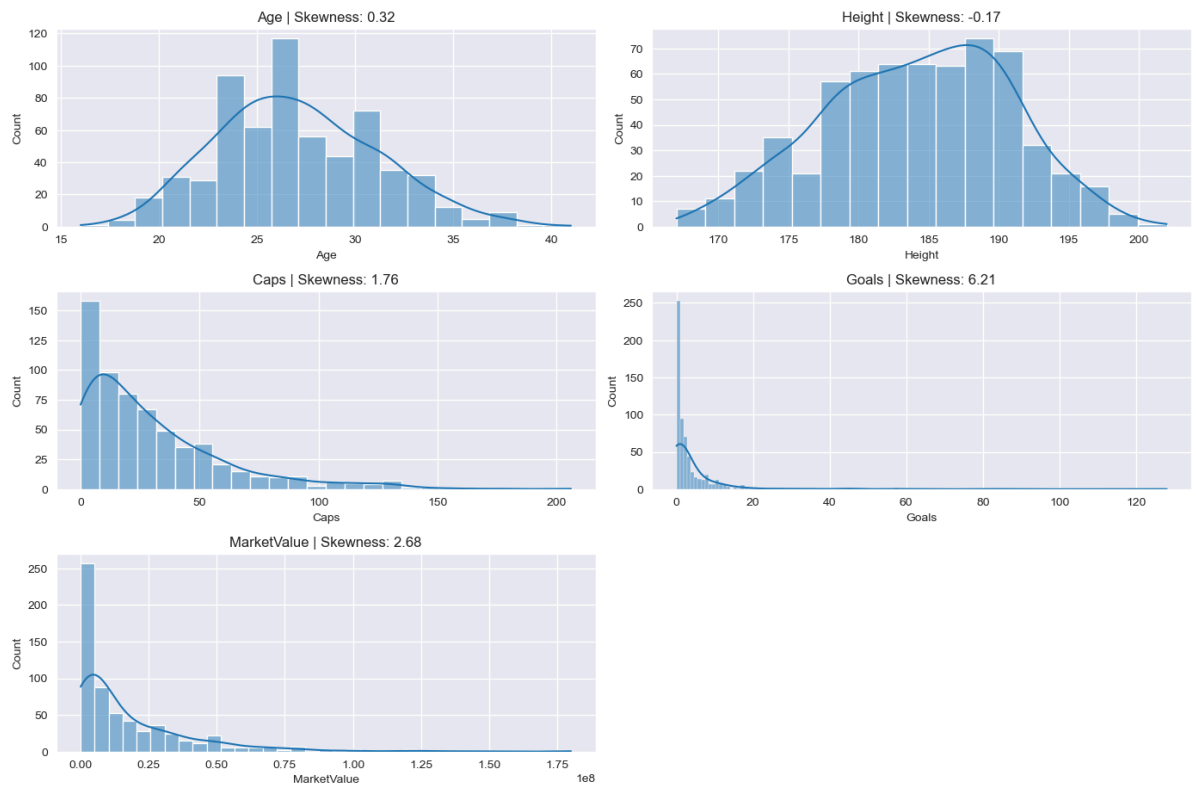 Age | Skewness: 0.32
Count
120
100
80
60
40
20
0
15 20 25 30 35 40
Age
Height | Skewness: -0.17
Count
70
60
50
40
30
20
10
0
170 175 180 185 190 195 200
Height
Caps | Skewness: 1.76
Count
150
125
100
75
50
25
0
0 50 100 150 200
Caps
Goals | Skewness: 6.21
Count
250
200
150
100
50
0
0 20 40 60 80 100 120
Goals
MarketValue | Skewness: 2.68
Count
250
200
150
100
50
0
0.00 0.25 0.50 0.75 1.00 1.25 1.50 1.75
MarketValue
1e8